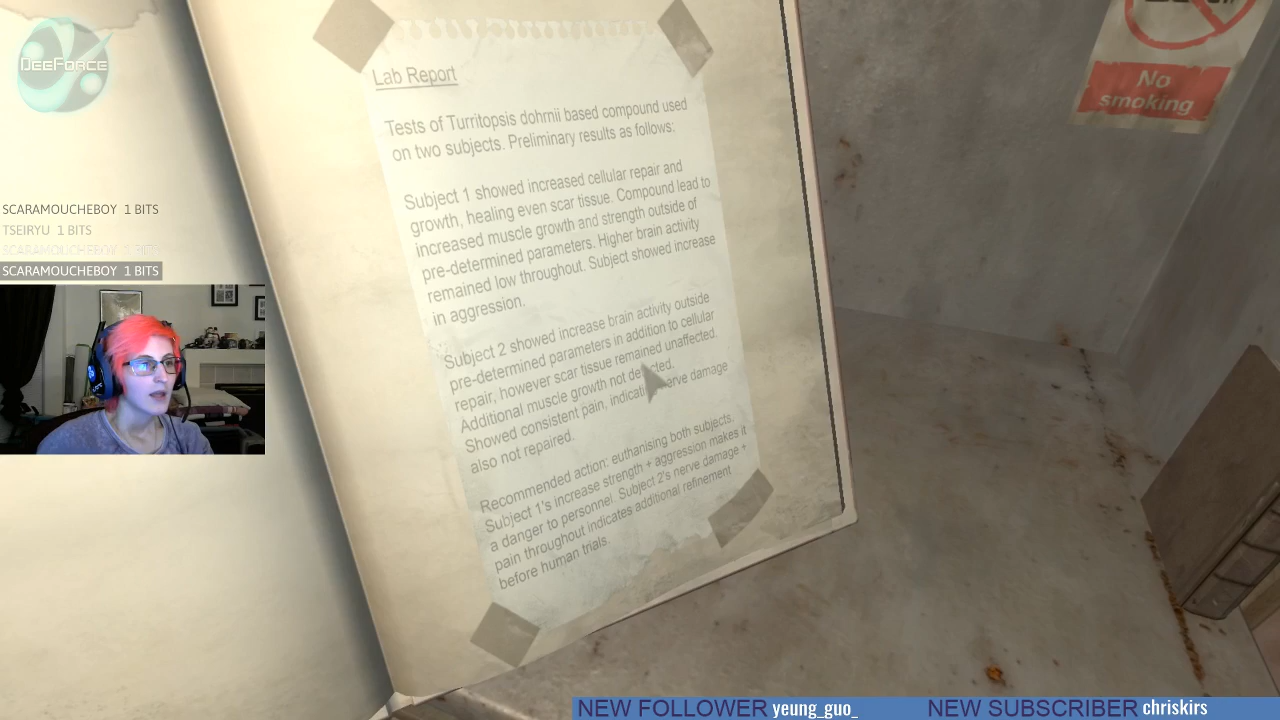 DEEFORCE
SCARAMOUCHEBOY 1 BITS
TSEIRYU 1 BITS
SCARAMOUCHEBOY 1 BITS
SCARAMOUCHEBOY 1 BITS
Lab Report
Tests of Turritopsis dohrnii based compound used
on two subjects. Preliminary results as follows:
Subject 1 showed increased cellular repair and
growth, healing even scar tissue. Compound lead to
increased muscle growth and strength outside of
pre-determined parameters. Higher brain activity
remained low throughout. Subject showed increase
in aggression.
Subject 2 showed increase brain activity outside
pre-determined parameters in addition to cellular
repair, however scar tissue remained unaffected.
Additional muscle growth not detected.
Showed consistent pain, indicating nerve damage
also not repaired.
Recommended action: euthanising both subjects.
Subject 1's increase strength + aggression makes it
a danger to personnel. Subject 2's nerve damage +
pain throughout indicates additional refinement
before human trials.
No
smoking
NEW FOLLOWER yeung_guo_
NEW SUBSCRIBER chriskirs